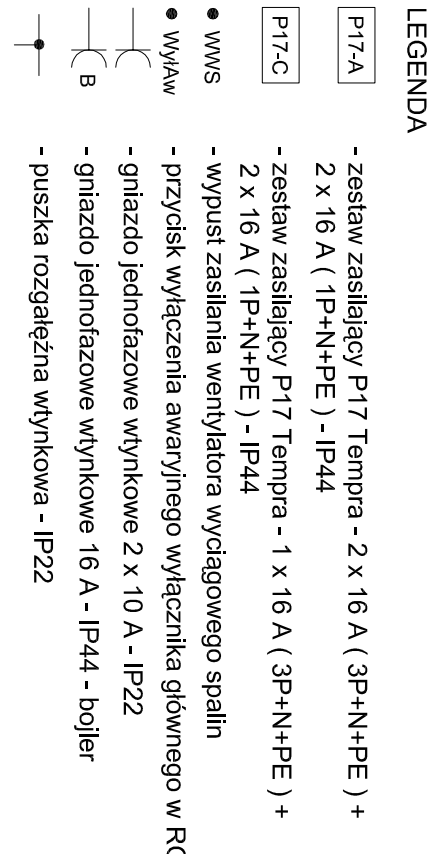 LEGENDA
P17-A - zestaw zasilający P17 Tempra - 2 x 16 A ( 3P+N+PE ) +
2 x 16 A ( 1P+N+PE ) - IP44
P17-C - zestaw zasilający P17 Tempra - 1 x 16 A ( 3P+N+PE ) +
2 x 16 A ( 1P+N+PE ) - IP44
WWS - wypust zasilania wentylatora wyciągowego spalin
WyłAw - przycisk wyłączenia awaryjnego wyłącznika głównego w
- gniazdo jednofazowe wtynkowe 2 x 10 A - IP22
B - gniazdo jednofazowe wtynkowe 16 A - IP44 - bojler
- puszka rozgałęźna wtynkowa - IP22